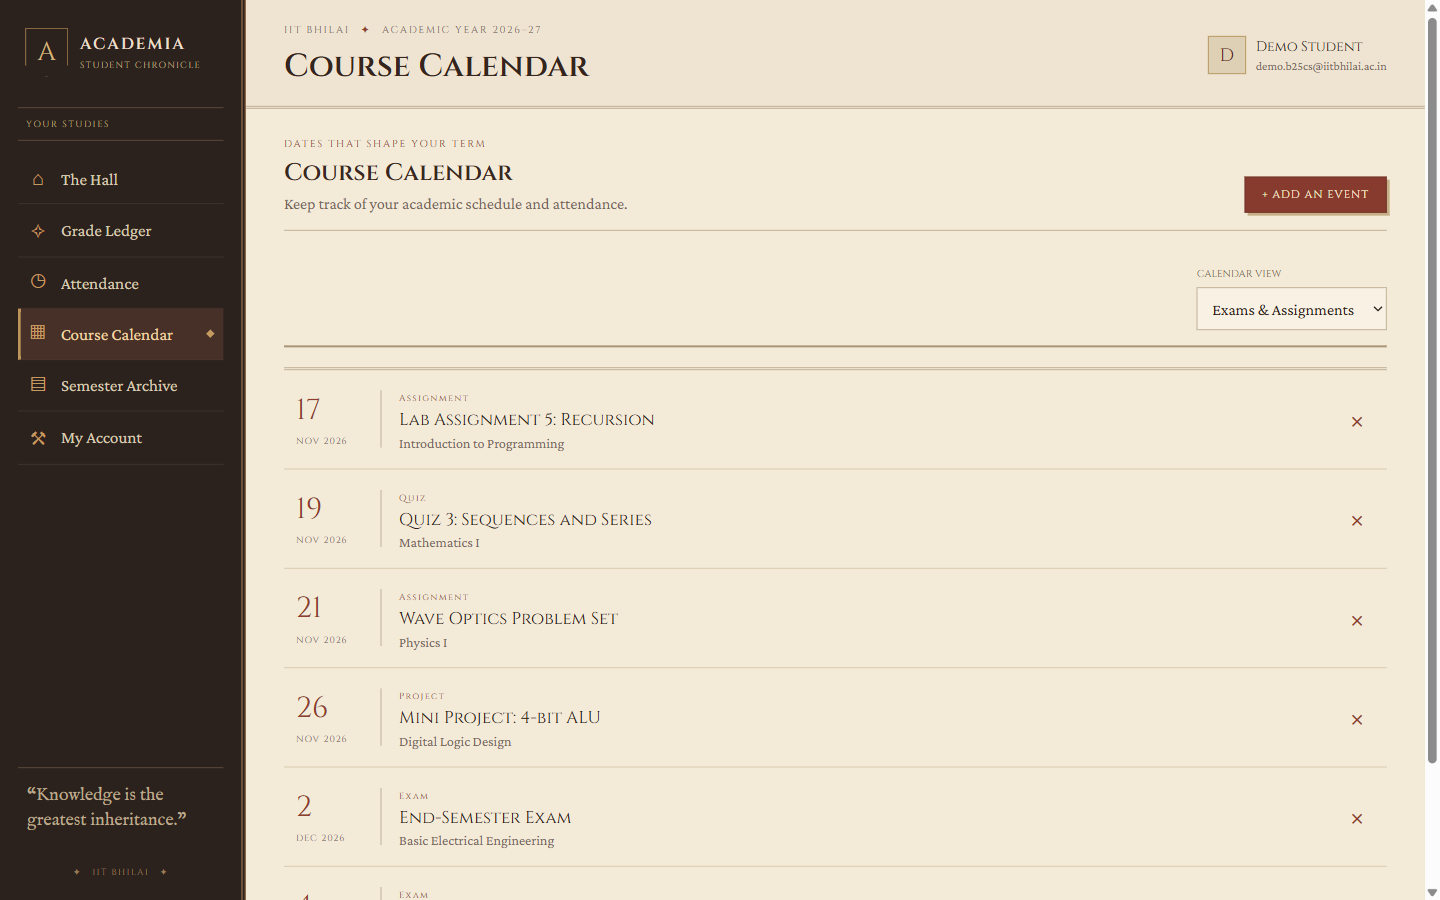 A
ACADEMIA
STUDENT CHRONICLE
YOUR STUDIES
The Hall
Grade Ledger
Attendance
Course Calendar
Semester Archive
My Account
“Knowledge is the
greatest inheritance.”
✦ IIT BHILAI ✦
IIT BHILAI ✦ ACADEMIC YEAR 2026–27
Course Calendar
D
Demo Student
demo.b25cs@iitbhilai.ac.in
DATES THAT SHAPE YOUR TERM
Course Calendar
Keep track of your academic schedule and attendance.
+ ADD AN EVENT
CALENDAR VIEW
Exams & Assignments
17
NOV 2026
Assignment
Lab Assignment 5: Recursion
Introduction to Programming
×
19
NOV 2026
Quiz
Quiz 3: Sequences and Series
Mathematics I
×
21
NOV 2026
Assignment
Wave Optics Problem Set
Physics I
×
26
NOV 2026
Project
Mini Project: 4-bit ALU
Digital Logic Design
×
2
DEC 2026
Exam
End-Semester Exam
Basic Electrical Engineering
×
Exam